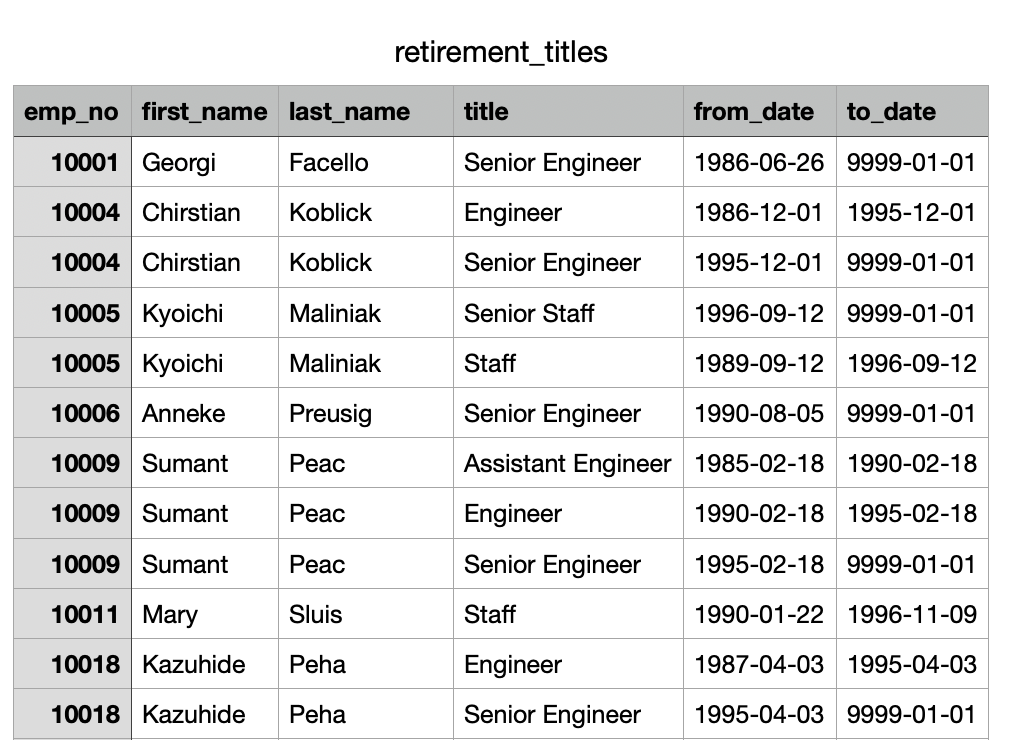 retirement_titles
emp_no first_name last_name title from_date to_date
10001 Georgi Facello Senior Engineer 1986-06-26 9999-01-01
10004 Chirstian Koblick Engineer 1986-12-01 1995-12-01
10004 Chirstian Koblick Senior Engineer 1995-12-01 9999-01-01
10005 Kyoichi Maliniak Senior Staff 1996-09-12 9999-01-01
10005 Kyoichi Maliniak Staff 1989-09-12 1996-09-12
10006 Anneke Preusig Senior Engineer 1990-08-05 9999-01-01
10009 Sumant Peac Assistant Engineer 1985-02-18 1990-02-18
10009 Sumant Peac Engineer 1990-02-18 1995-02-18
10009 Sumant Peac Senior Engineer 1995-02-18 9999-01-01
10011 Mary Sluis Staff 1990-01-22 1996-11-09
10018 Kazuhide Peha Engineer 1987-04-03 1995-04-03
10018 Kazuhide Peha Senior Engineer 1995-04-03 9999-01-01